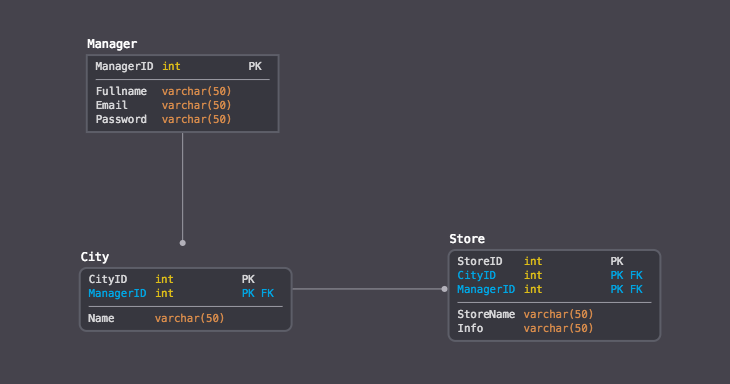 Manager
ManagerID int PK
Fullname varchar(50)
Email varchar(50)
Password varchar(50)
City
CityID int PK
ManagerID int PK FK
Name varchar(50)
Store
StoreID int PK
CityID int PK FK
ManagerID int PK FK
StoreName varchar(50)
Info varchar(50)